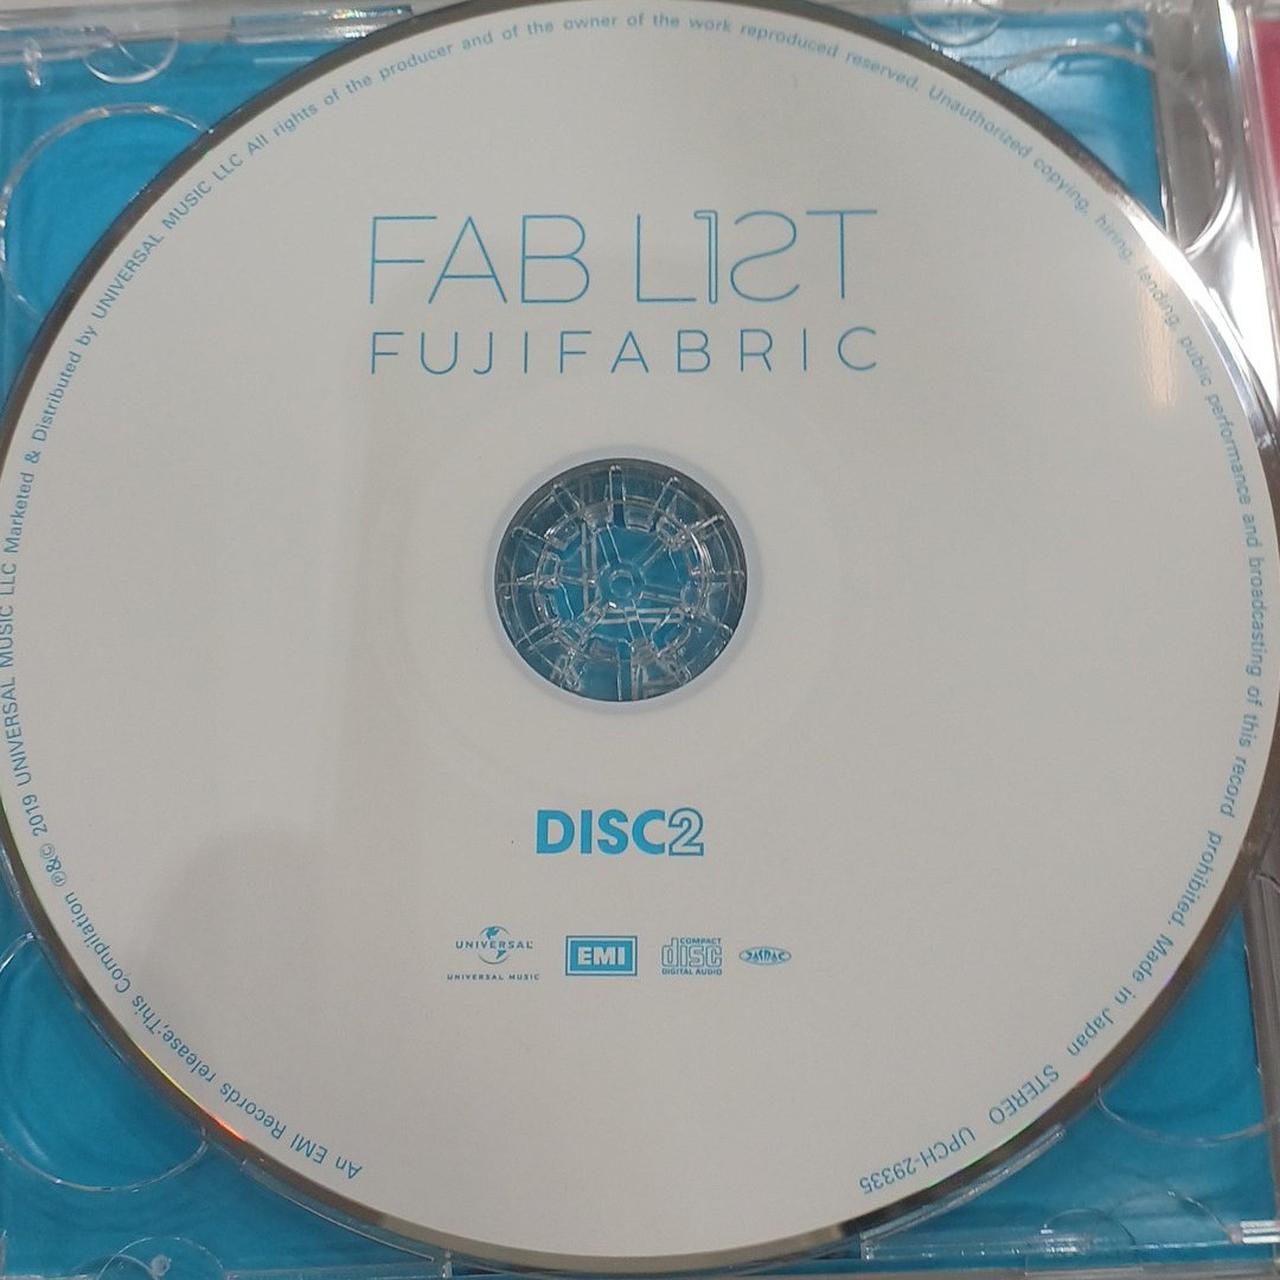 FAB L1ST
FUJIFABRIC
DISC2
UNIVERSAL
UNIVERSAL MUSIC
EMI
COMPACT
disc
DIGITAL AUDIO
JASRAC
An EMI Records release;This Compilation ℗&© 2019 UNIVERSAL MUSIC LLC Marketed & Distributed by UNIVERSAL MUSIC LLC All rights of the producer and of the owner of the work reproduced reserved. Unauthorized copying, hiring, lending, public performance and broadcasting of this record prohibited. Made in Japan STEREO UPCH-29335